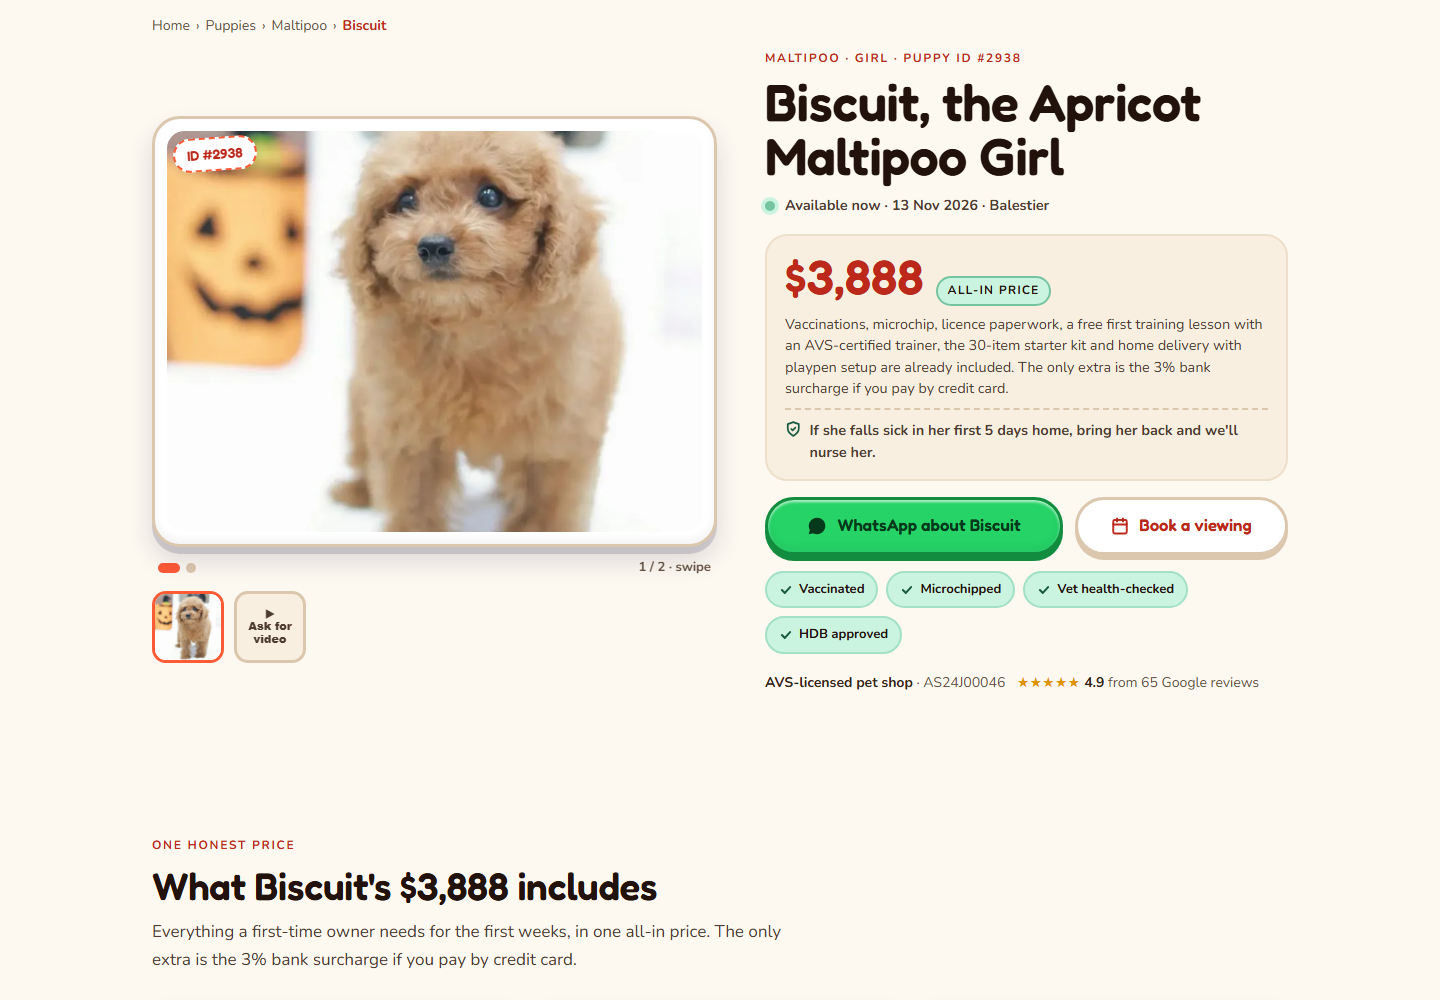 Home › Puppies › Maltipoo › Biscuit
ID #2938
1 / 2 · swipe
▶
Ask for
video
MALTIPOO · GIRL · PUPPY ID #2938
Biscuit, the Apricot
Maltipoo Girl
Available now · 13 Nov 2026 · Balestier
$3,888 ALL-IN PRICE
Vaccinations, microchip, licence paperwork, a free first training lesson with
an AVS-certified trainer, the 30-item starter kit and home delivery with
playpen setup are already included. The only extra is the 3% bank
surcharge if you pay by credit card.
If she falls sick in her first 5 days home, bring her back and we'll
nurse her.
WhatsApp about Biscuit
Book a viewing
Vaccinated
Microchipped
Vet health-checked
HDB approved
AVS-licensed pet shop · AS24J00046 ★★★★★ 4.9 from 65 Google reviews
ONE HONEST PRICE
What Biscuit's $3,888 includes
Everything a first-time owner needs for the first weeks, in one all-in price. The only
extra is the 3% bank surcharge if you pay by credit card.